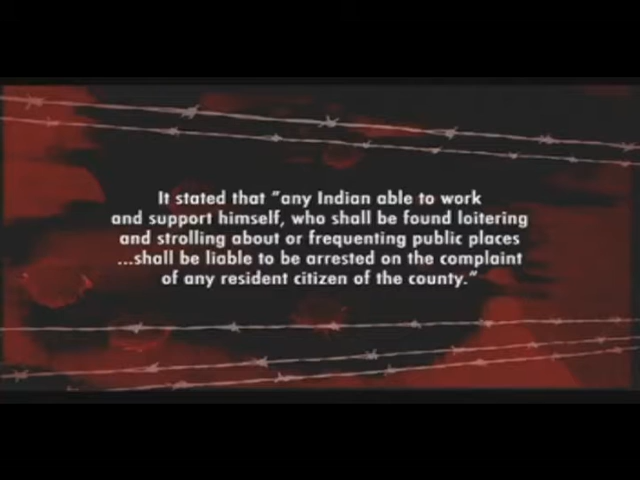 It stated that "any Indian able to work
and support himself, who shall be found loitering
and strolling about or frequenting public places
...shall be liable to be arrested on the complaint
of any resident citizen of the county."